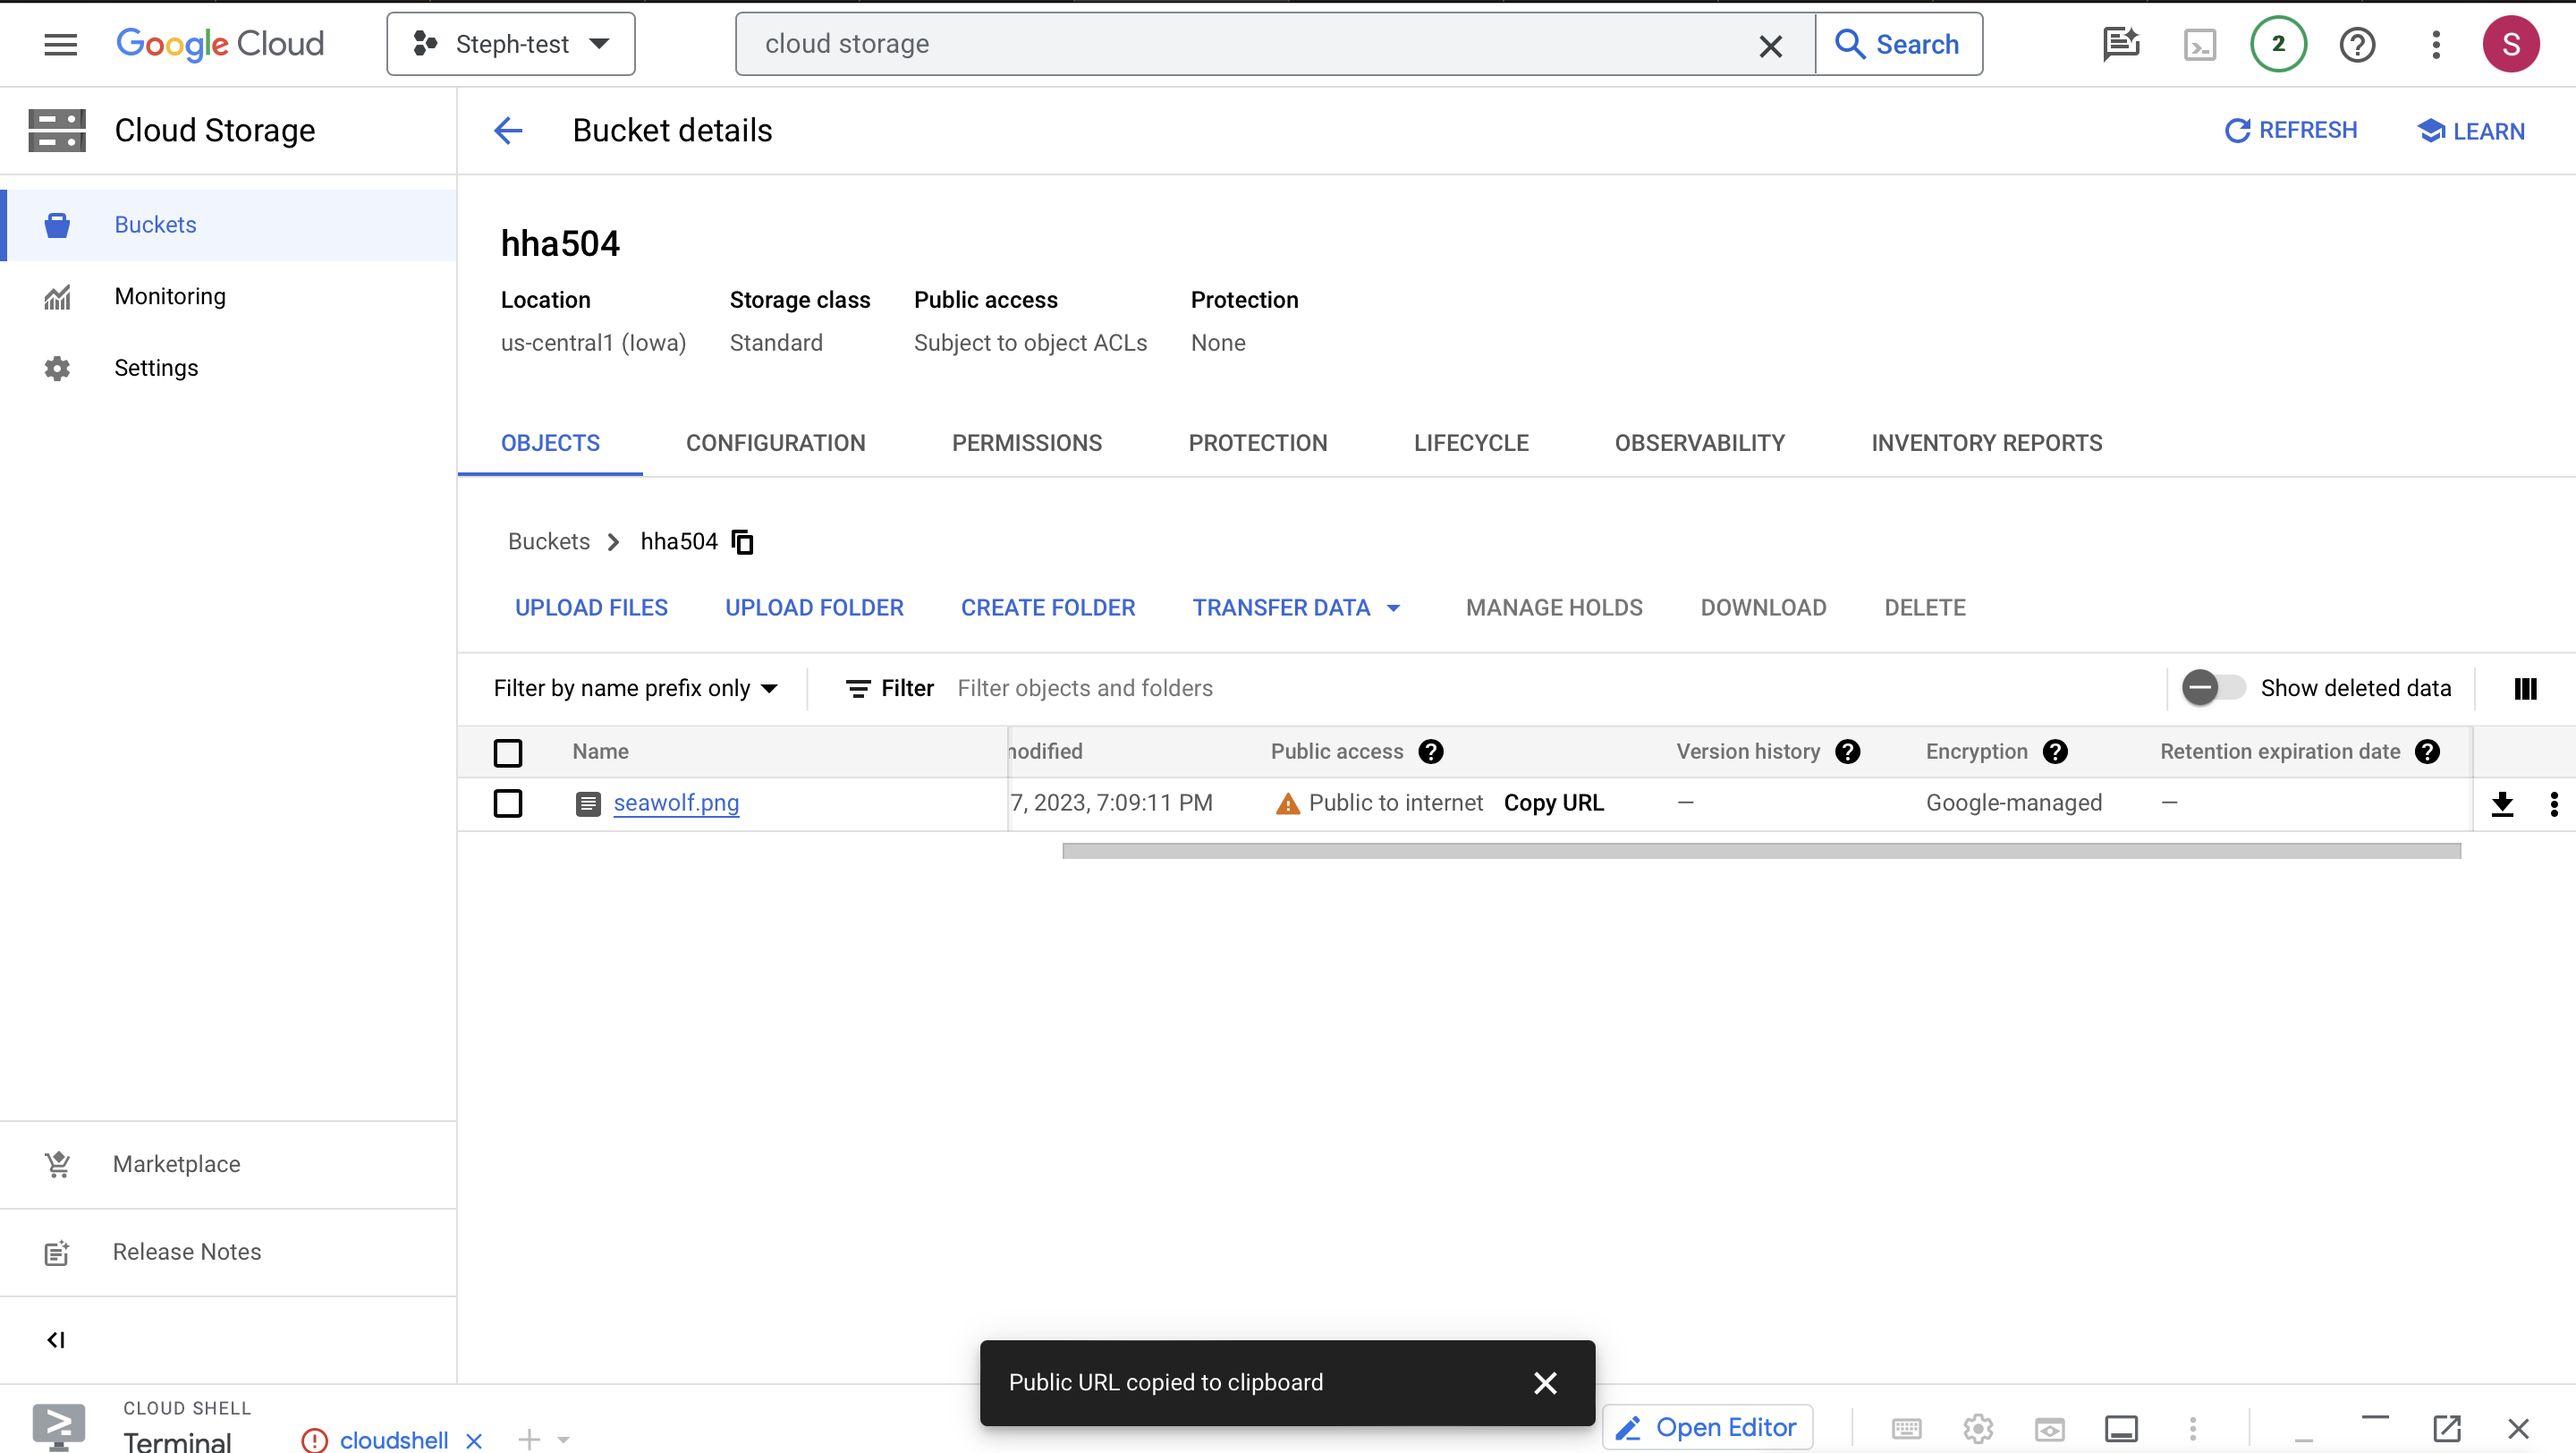 Google Cloud
Steph-test
cloud storage
Search
2
S
Cloud Storage
Bucket details
REFRESH
LEARN
Buckets
Monitoring
Settings
hha504
Location
Storage class
Public access
Protection
us-central1 (Iowa)
Standard
Subject to object ACLs
None
OBJECTS
CONFIGURATION
PERMISSIONS
PROTECTION
LIFECYCLE
OBSERVABILITY
INVENTORY REPORTS
Buckets
hha504
UPLOAD FILES
UPLOAD FOLDER
CREATE FOLDER
TRANSFER DATA
MANAGE HOLDS
DOWNLOAD
DELETE
Filter by name prefix only
Filter
Filter objects and folders
Show deleted data
Name
nodified
Public access
Version history
Encryption
Retention expiration date
seawolf.png
7, 2023, 7:09:11 PM
Public to internet
Copy URL
—
Google-managed
—
Marketplace
Release Notes
Public URL copied to clipboard
CLOUD SHELL
Terminal
cloudshell
Open Editor